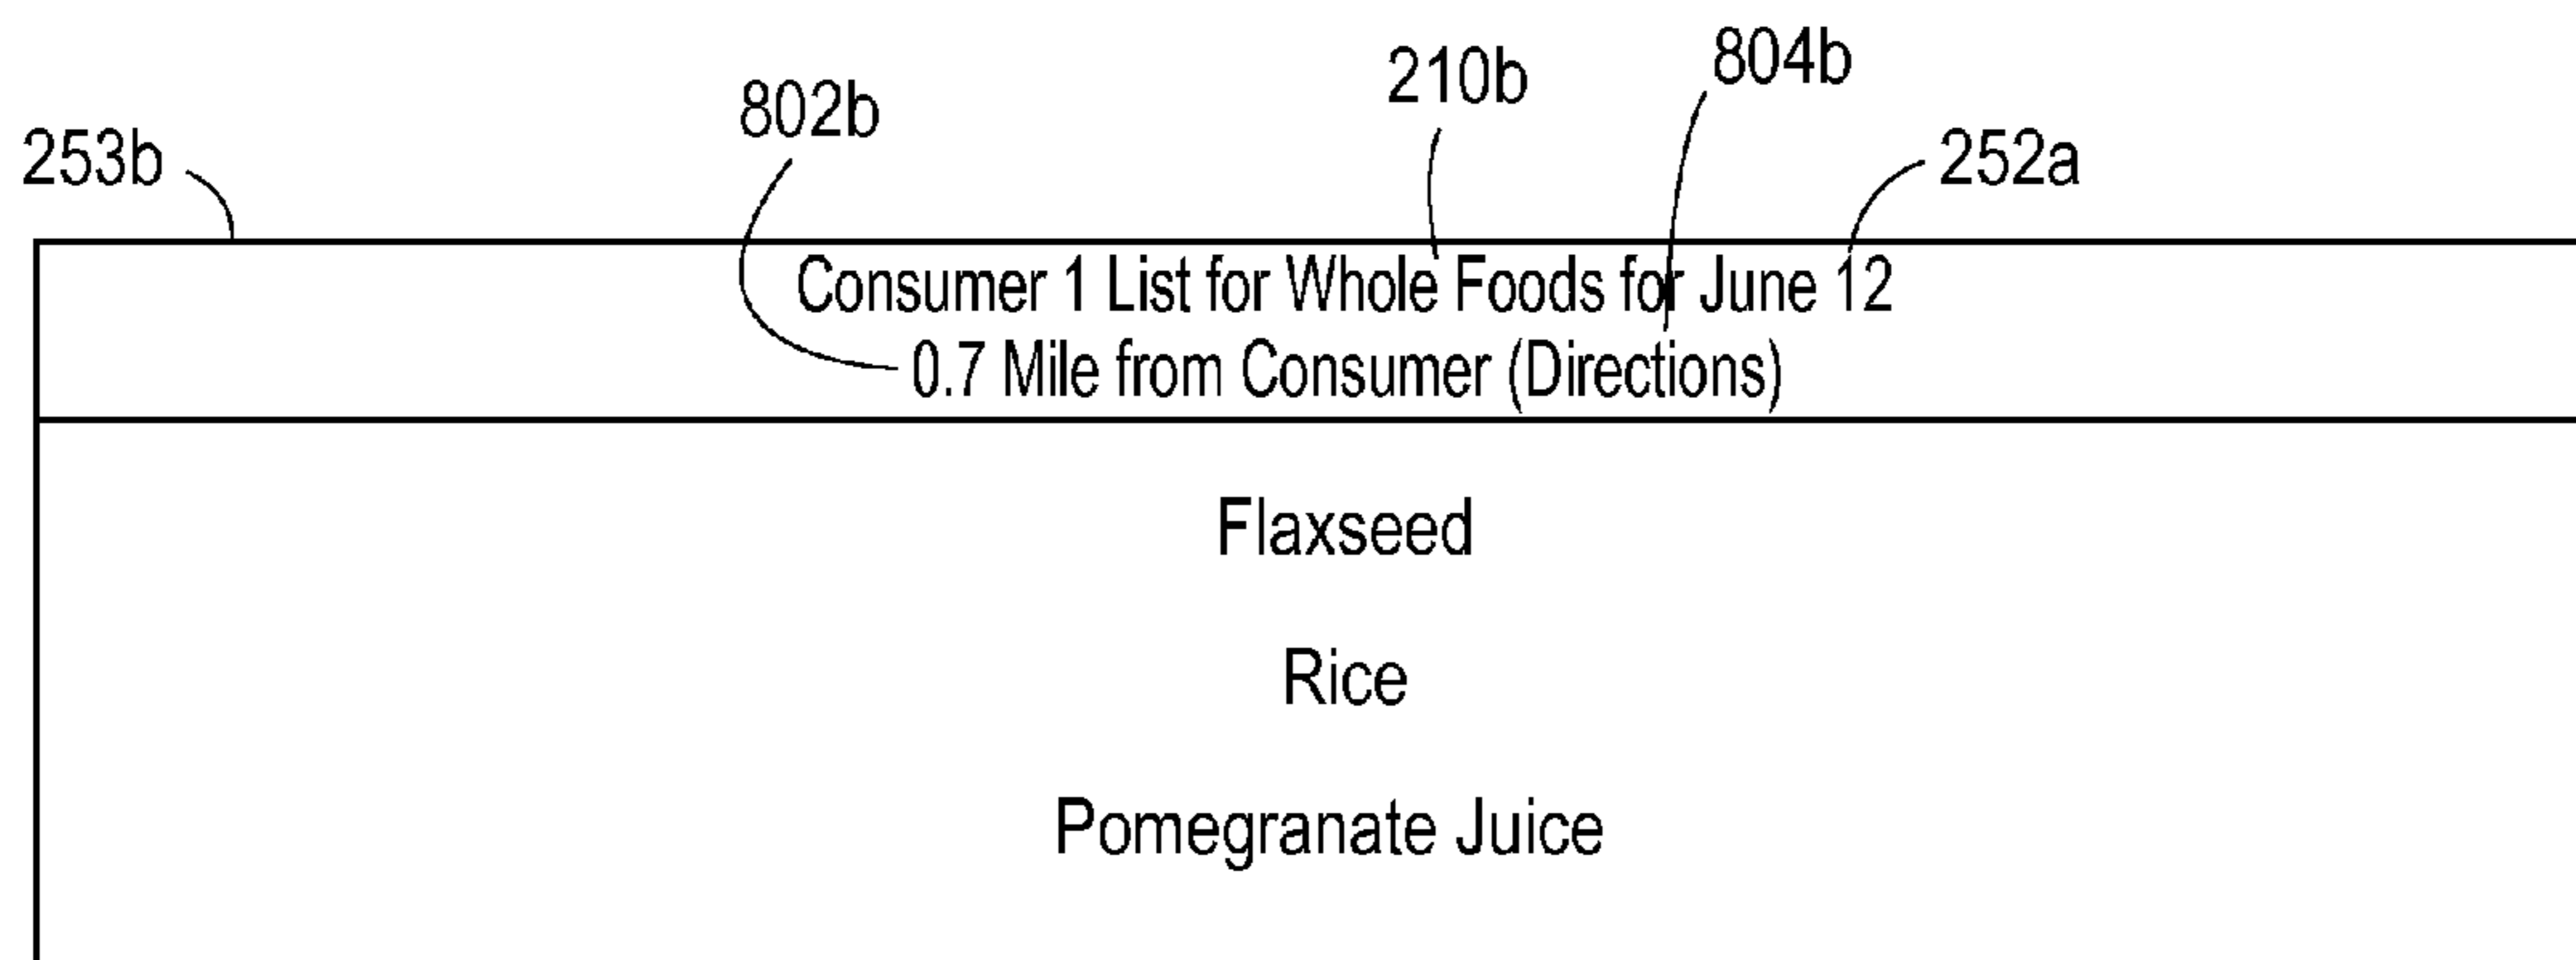 804b
210b
802b
252a
253b
Consumer 1 List for Whole Foods for June 12
0.7 Mile from Consumer (Directions)
Flaxseed
Rice
Pomegranate Juice